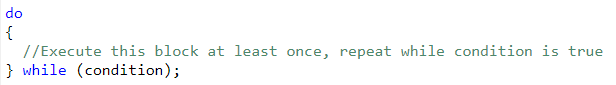 do
{
  //Execute this block at least once, repeat while condition is true
} while (condition);